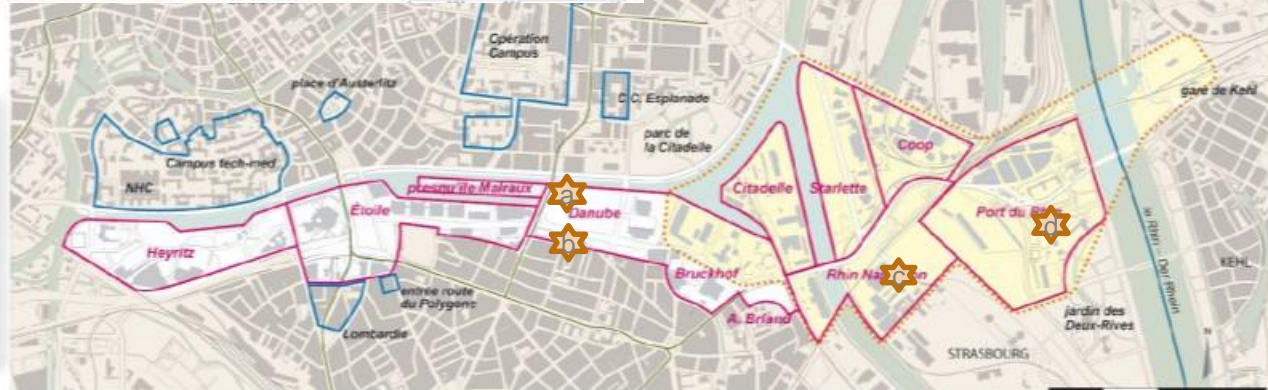 Opération
Campus
place d'Austerlitz
C.C. Esplanade
gare de Kehl
parc de
la Citadelle
Campus tech-med
Coop
NHC
presqu'île Malraux
a
Citadelle
Starlette
Étoile
Danube
Port du
d
b
Heyritz
Bruckhof
Rhin
c
KEHL
le Rhin - Der Rhein
entrée route
du Polygone
A. Briand
jardin des
Deux-Rives
Lombardie
N
STRASBOURG